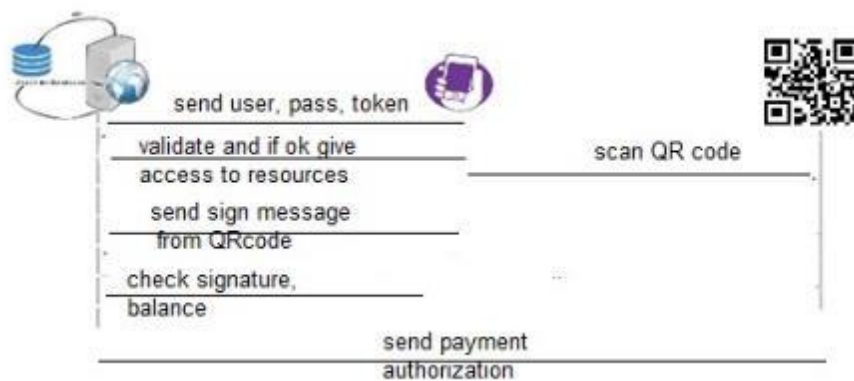 send user, pass, token
validate and if ok give
access to resources
scan QR code
send sign message
from QRcode
check signature,
balance
send payment
authorization